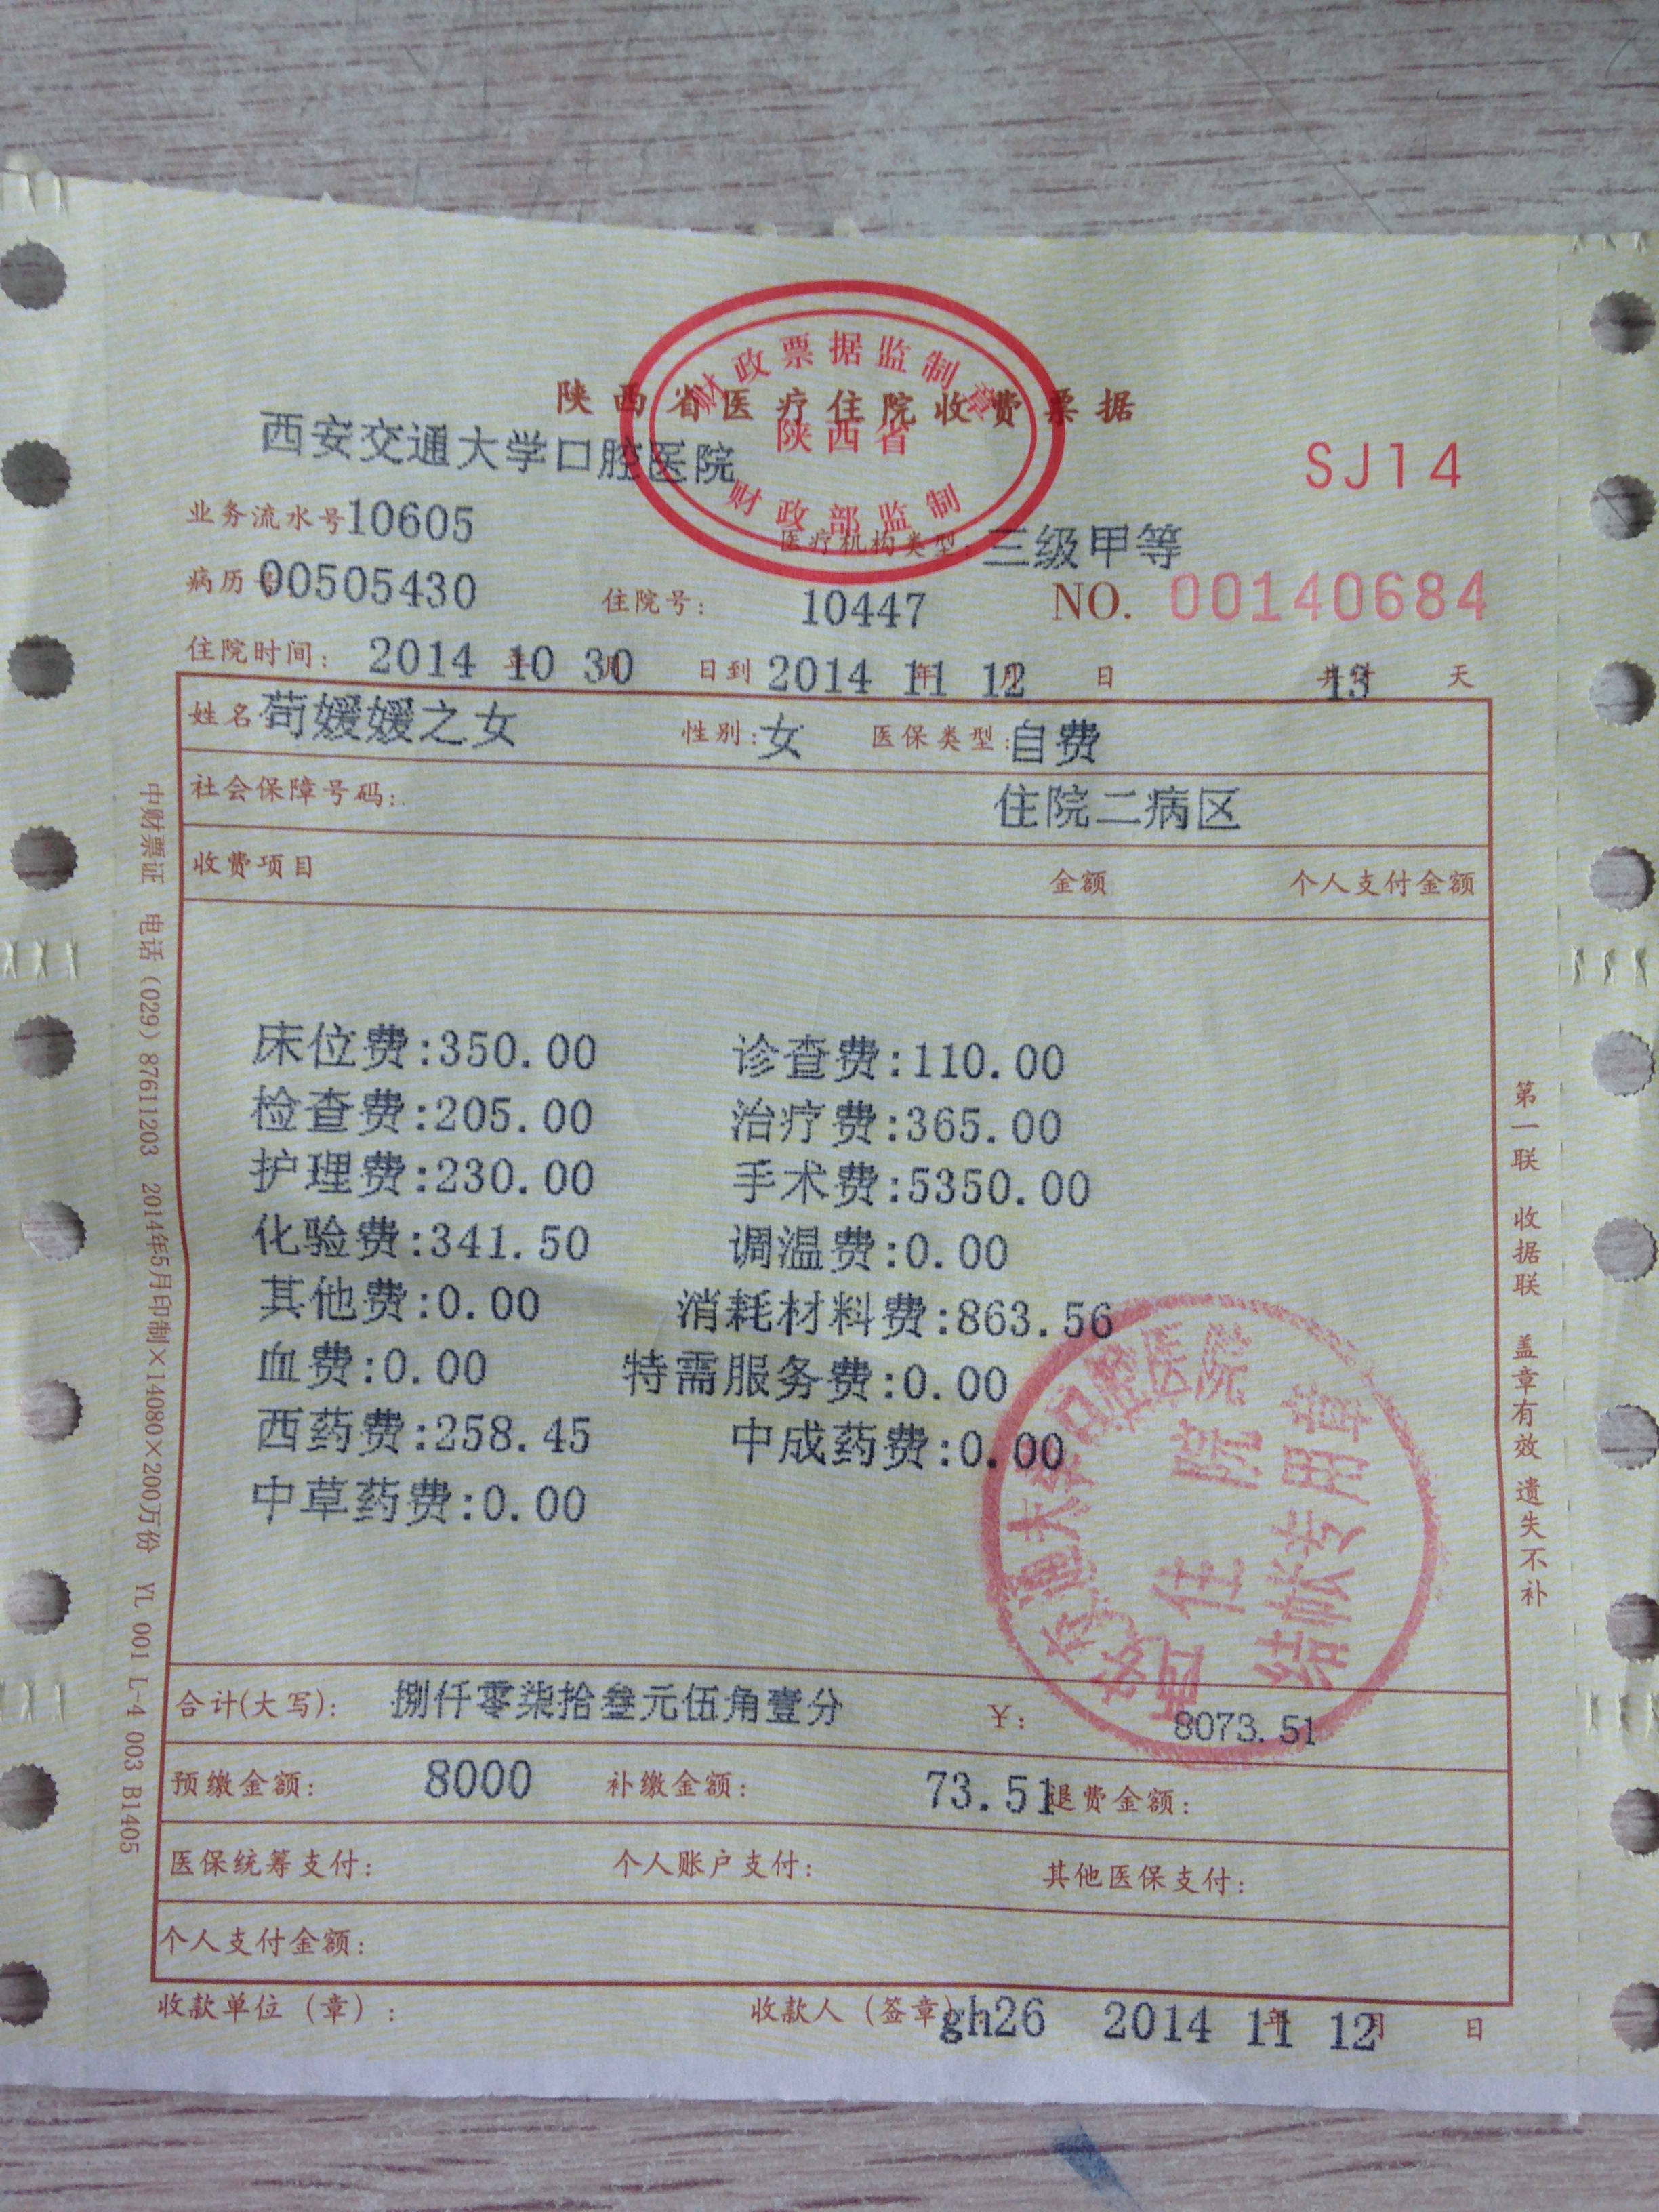 财政票据监制章
陕西省医疗住院收费票据
陕西省
西安交通大学口腔医院
SJ14
财政部监制
业务流水号10605
医疗机构类型:三级甲等
病历号00505430 住院号: 10447 NO. 00140684
住院时间: 2014 年 10 月 30 日到 2014 年 11 月 12 日 共计 13 天
姓名 苟媛媛之女 性别:女 医保类型:自费
社会保障号码: 住院二病区
收费项目 金额 个人支付金额
床位费:350.00 诊查费:110.00
检查费:205.00 治疗费:365.00
护理费:230.00 手术费:5350.00
化验费:341.50 调温费:0.00
其他费:0.00 消耗材料费:863.56
血费:0.00 特需服务费:0.00
西药费:258.45 中成药费:0.00
中草药费:0.00
合计(大写): 捌仟零柒拾叁元伍角壹分 ¥: 8073.51
预缴金额: 8000 补缴金额: 73.51 退费金额:
医保统筹支付: 个人账户支付: 其他医保支付:
个人支付金额:
收款单位（章）: 收款人（签章）gh26 2014 年 11 月 12 日
中财票证 电话（029）87611203 2014年5月印制×14080×200万份 YL 001 L-4 003 B1405
第一联 收据联 盖章有效 遗失不补
交通大学口腔医院
住院
结帐专用章